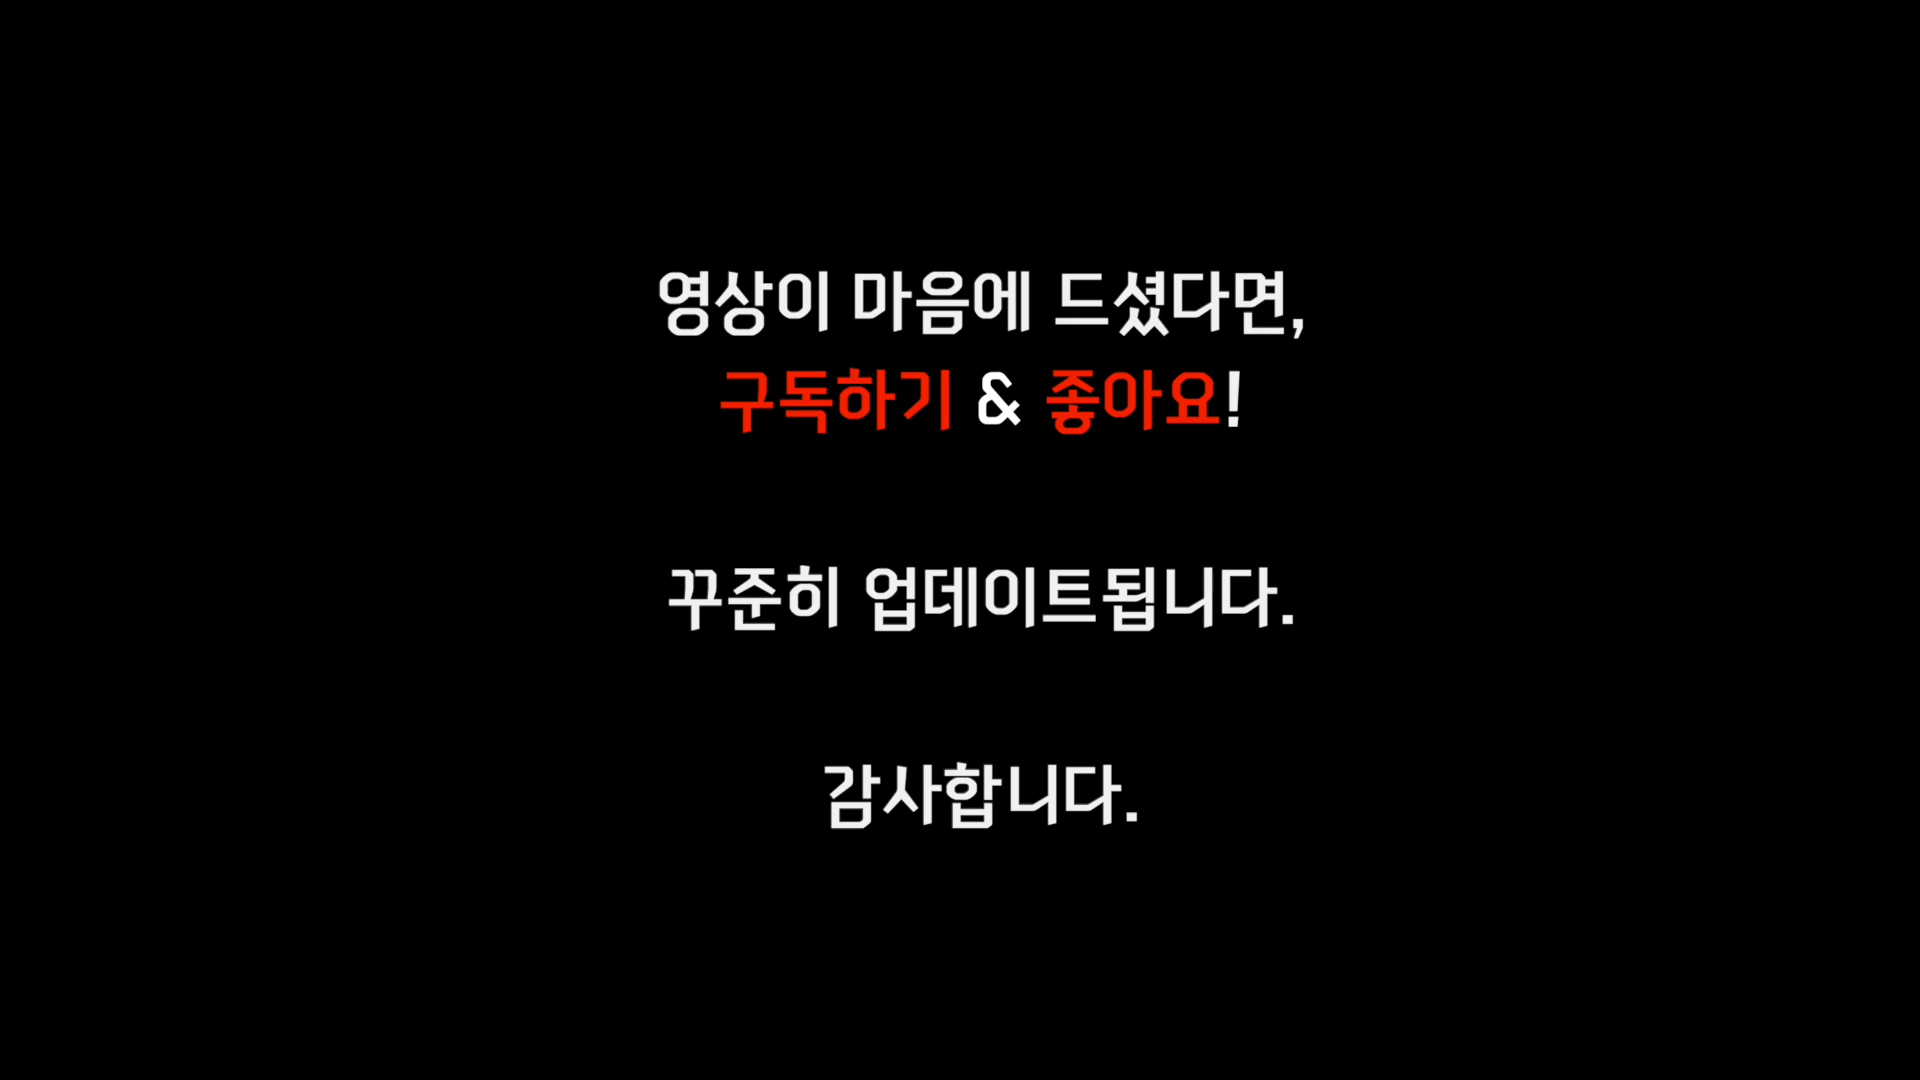 영상이 마음에 드셨다면,
구독하기 & 좋아요!
꾸준히 업데이트됩니다.
감사합니다.